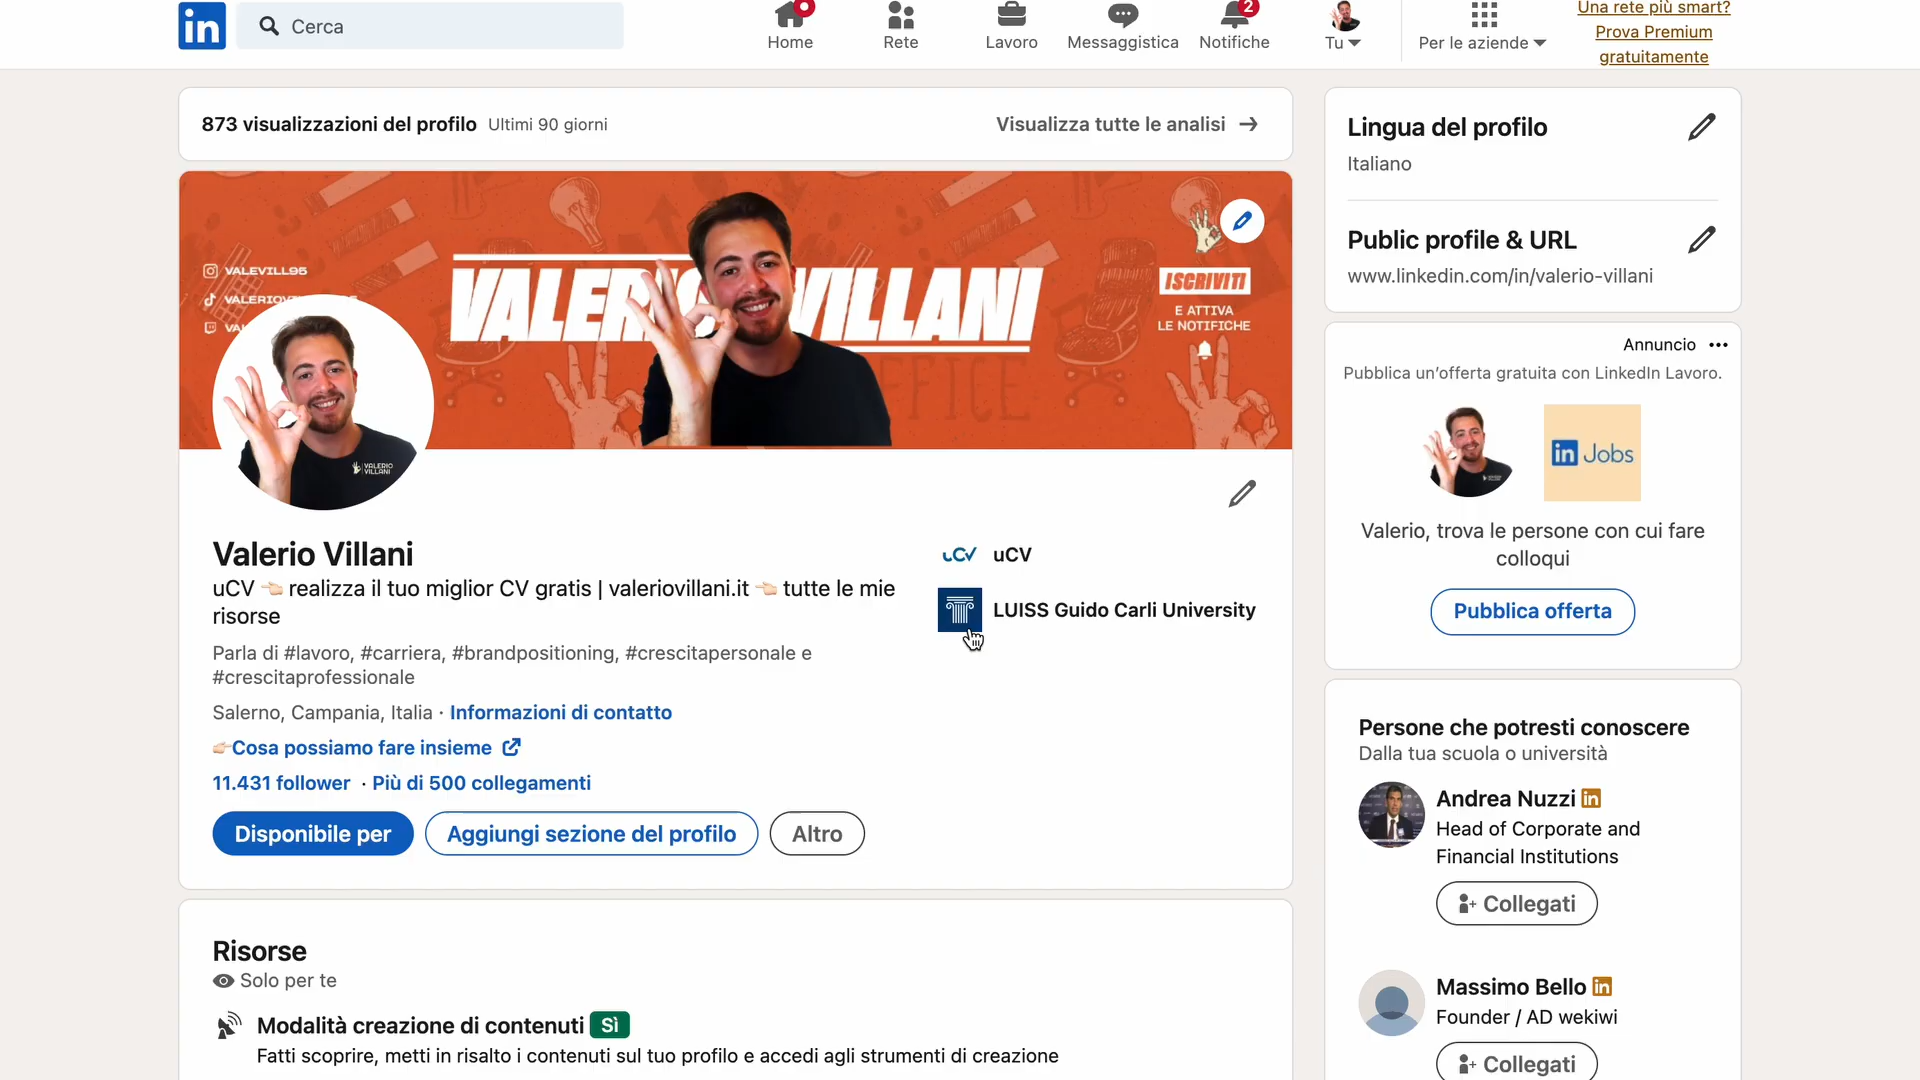 in
Cerca
Home
Rete
Lavoro
Messaggistica
2
Notifiche
Tu
Per le aziende
Una rete più smart?
Prova Premium
gratuitamente
873 visualizzazioni del profilo Ultimi 90 giorni
Visualizza tutte le analisi →
VALEVILL95
ISCRIVITI
E ATTIVA
LE NOTIFICHE
VILLANI
VALERIO
VILLANI
Valerio Villani
uCV 👈🏻 realizza il tuo miglior CV gratis | valeriovillani.it 👈🏻 tutte le mie
risorse
Parla di #lavoro, #carriera, #brandpositioning, #crescitapersonale e
#crescitaprofessionale
Salerno, Campania, Italia · Informazioni di contatto
👉🏻Cosa possiamo fare insieme
11.431 follower · Più di 500 collegamenti
Disponibile per
Aggiungi sezione del profilo
Altro
uCV uCV
LUISS Guido Carli University
Risorse
Solo per te
Modalità creazione di contenuti Sì
Fatti scoprire, metti in risalto i contenuti sul tuo profilo e accedi agli strumenti di creazione
Lingua del profilo
Italiano
Public profile & URL
www.linkedin.com/in/valerio-villani
Annuncio •••
Pubblica un'offerta gratuita con LinkedIn Lavoro.
in Jobs
Valerio, trova le persone con cui fare
colloqui
Pubblica offerta
Persone che potresti conoscere
Dalla tua scuola o università
Andrea Nuzzi in
Head of Corporate and
Financial Institutions
Collegati
Massimo Bello in
Founder / AD wekiwi
Collegati